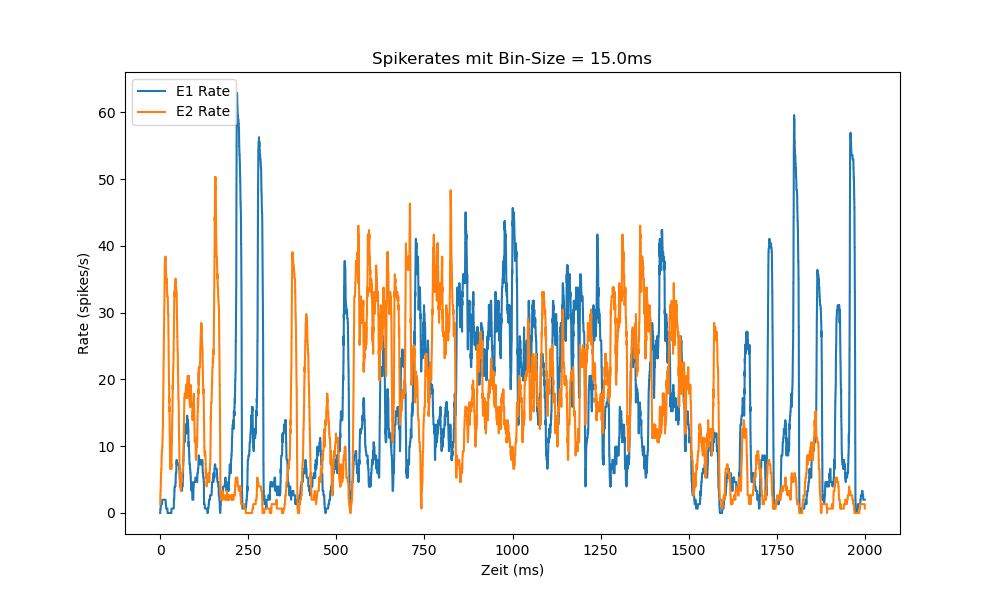 Spikerates mit Bin-Size = 15.0ms
E1 Rate
E2 Rate
60
50
40
30
20
10
0
Rate (spikes/s)
0 250 500 750 1000 1250 1500 1750 2000
Zeit (ms)